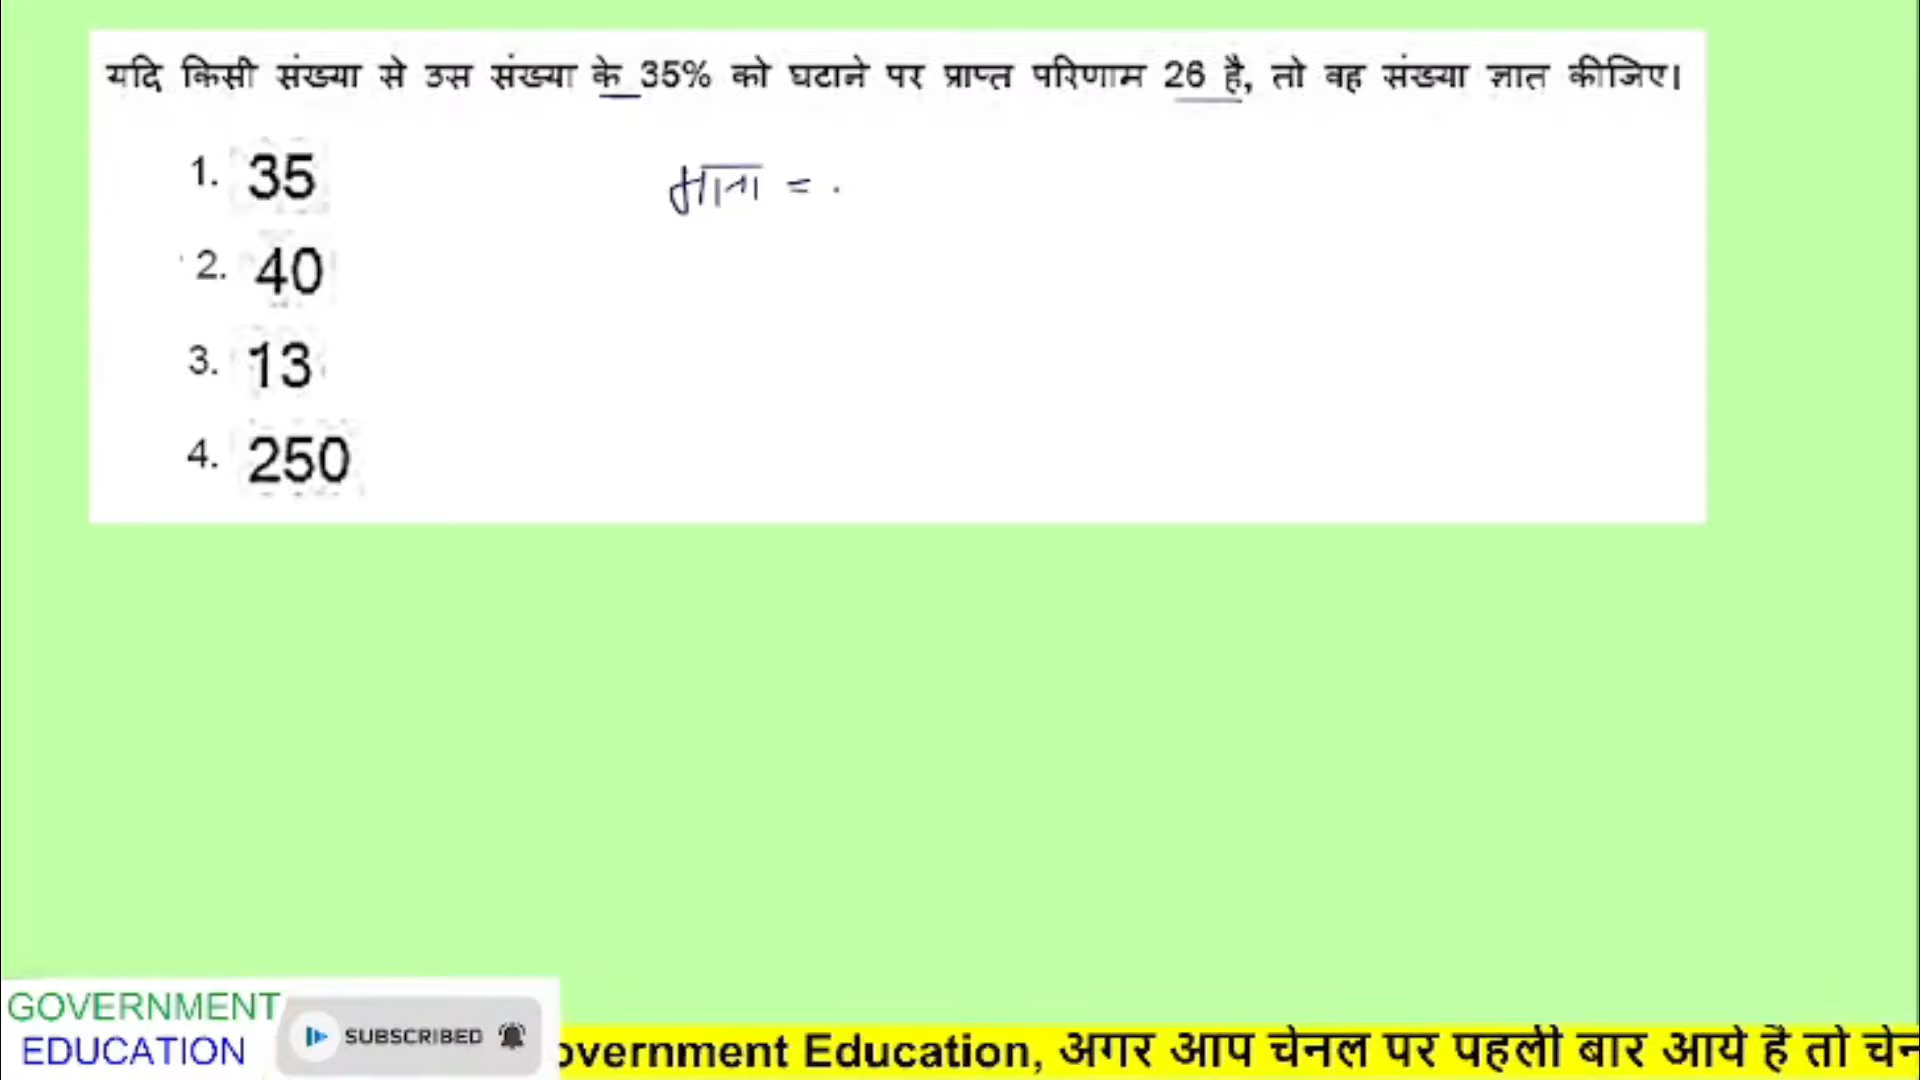 यदि किसी संख्या से उस संख्या के 35% को घटाने पर प्राप्त परिणाम 26 है, तो वह संख्या ज्ञात कीजिए।
1. 35
माना = .
2. 40
3. 13
4. 250
GOVERNMENT
EDUCATION
SUBSCRIBED
overnment Education, अगर आप चेनल पर पहली बार आये हैं तो चेन